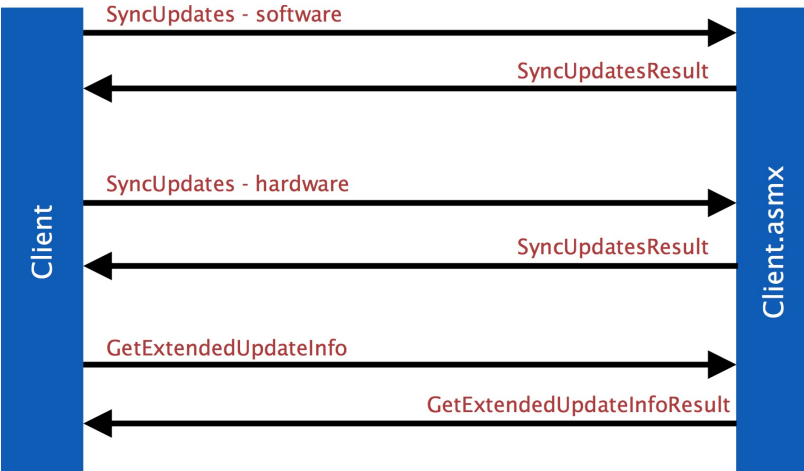 SyncUpdates - software
SyncUpdatesResult
SyncUpdates - hardware
SyncUpdatesResult
GetExtendedUpdateInfo
GetExtendedUpdateInfoResult
Client
Client.asmx